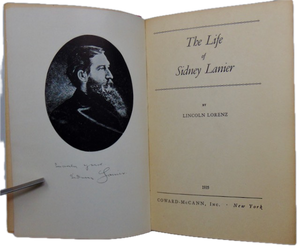 The Life
of
Sidney Lanier
BY
LINCOLN LORENZ
COWARD-McCANN, Inc. · New York